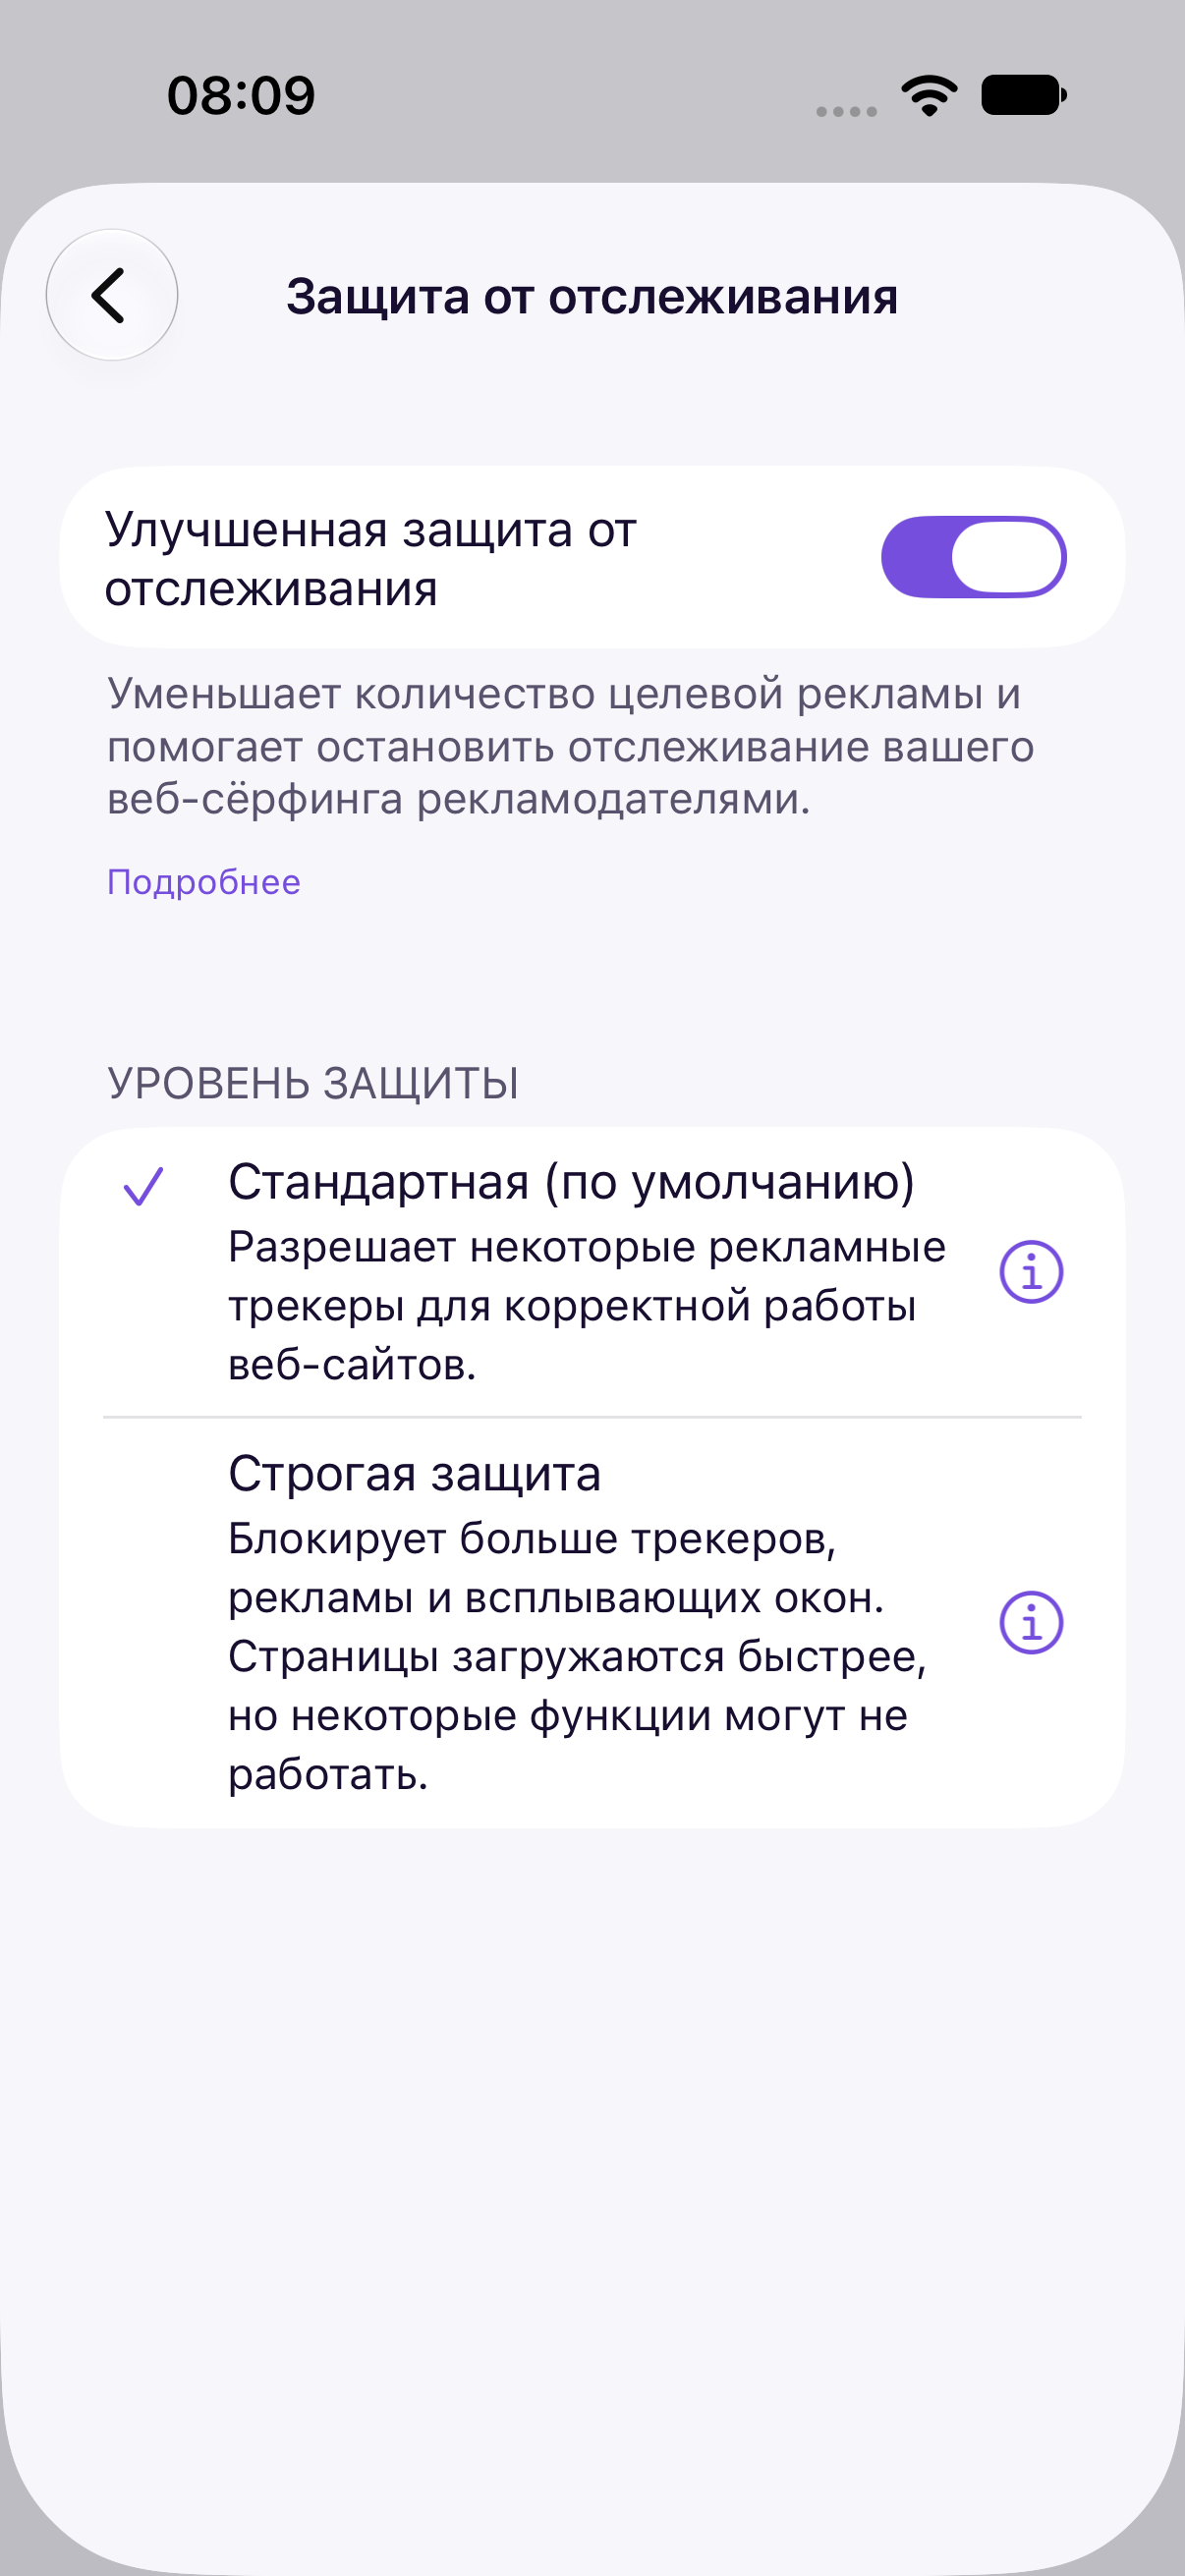 08:09
Защита от отслеживания
Улучшенная защита от
отслеживания
Уменьшает количество целевой рекламы и
помогает остановить отслеживание вашего
веб-сёрфинга рекламодателями.
Подробнее
УРОВЕНЬ ЗАЩИТЫ
Стандартная (по умолчанию)
Разрешает некоторые рекламные
трекеры для корректной работы
веб-сайтов.
Строгая защита
Блокирует больше трекеров,
рекламы и всплывающих окон.
Страницы загружаются быстрее,
но некоторые функции могут не
работать.